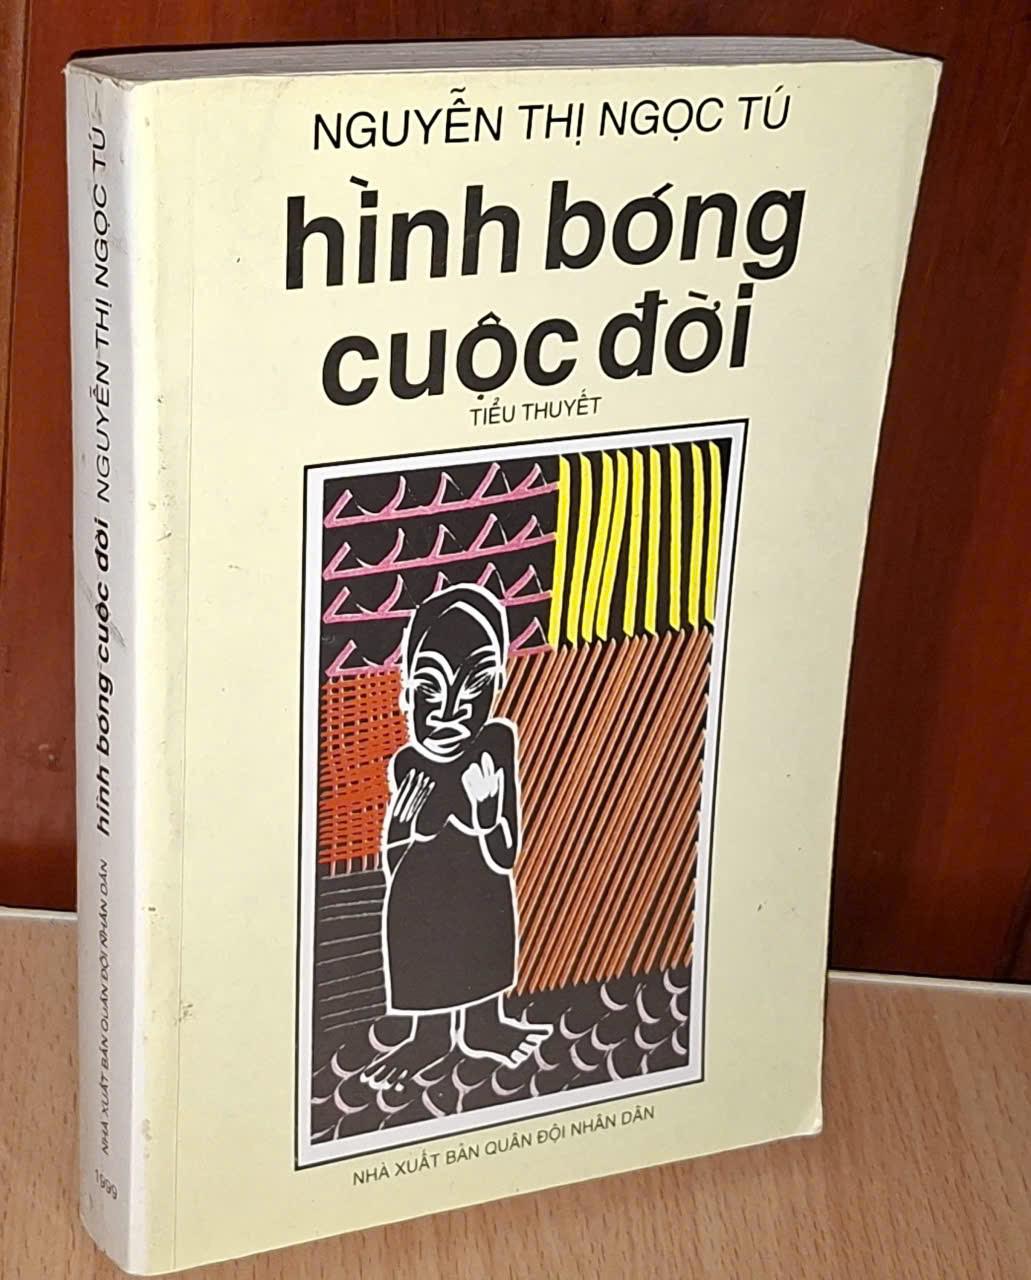 NGUYỄN THỊ NGỌC TÚ
hình bóng
cuộc đời
TIỂU THUYẾT
NHÀ XUẤT BẢN QUÂN ĐỘI NHÂN DÂN
NHÀ XUẤT BẢN QUÂN ĐỘI NHÂN DÂN hình bóng cuộc đời NGUYỄN THỊ NGỌC TÚ
1999